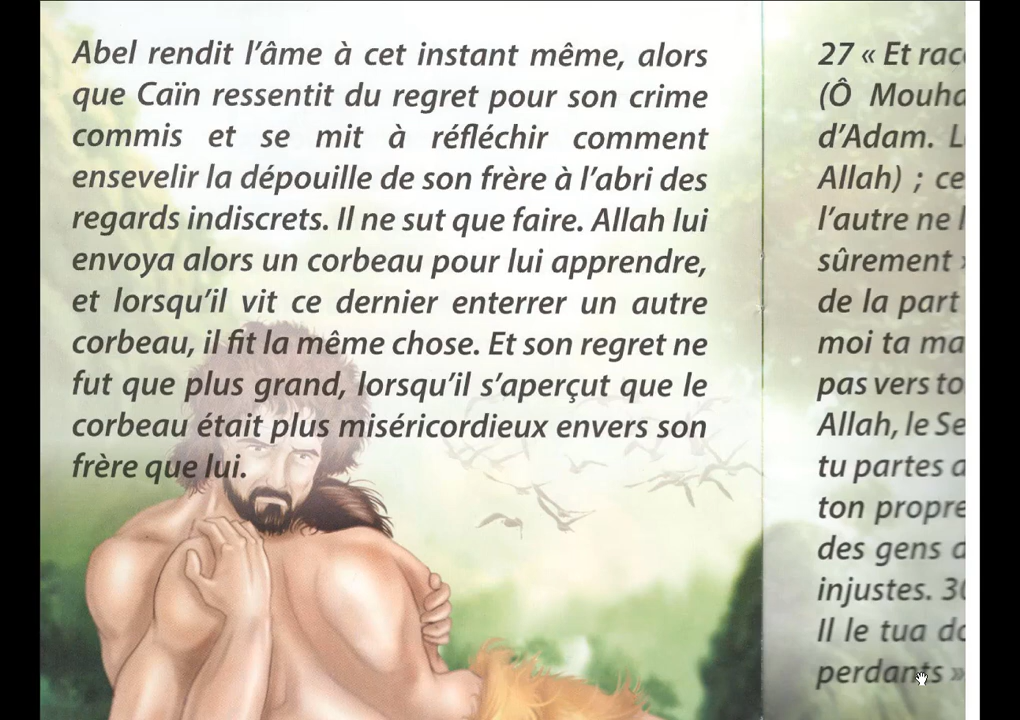 Abel rendit l’âme à cet instant même, alors
que Caïn ressentit du regret pour son crime
commis et se mit à réfléchir comment
ensevelir la dépouille de son frère à l’abri des
regards indiscrets. Il ne sut que faire. Allah lui
envoya alors un corbeau pour lui apprendre,
et lorsqu’il vit ce dernier enterrer un autre
corbeau, il fit la même chose. Et son regret ne
fut que plus grand, lorsqu’il s’aperçut que le
corbeau était plus miséricordieux envers son
frère que lui.
27 « Et
(Ô
d’Adam.
Allah) ; ce
l’autre ne
sûrement
de la part
moi ta
pas vers
Allah, le
tu partes
ton propre
des gens
injustes.
Il le tua
perdants »